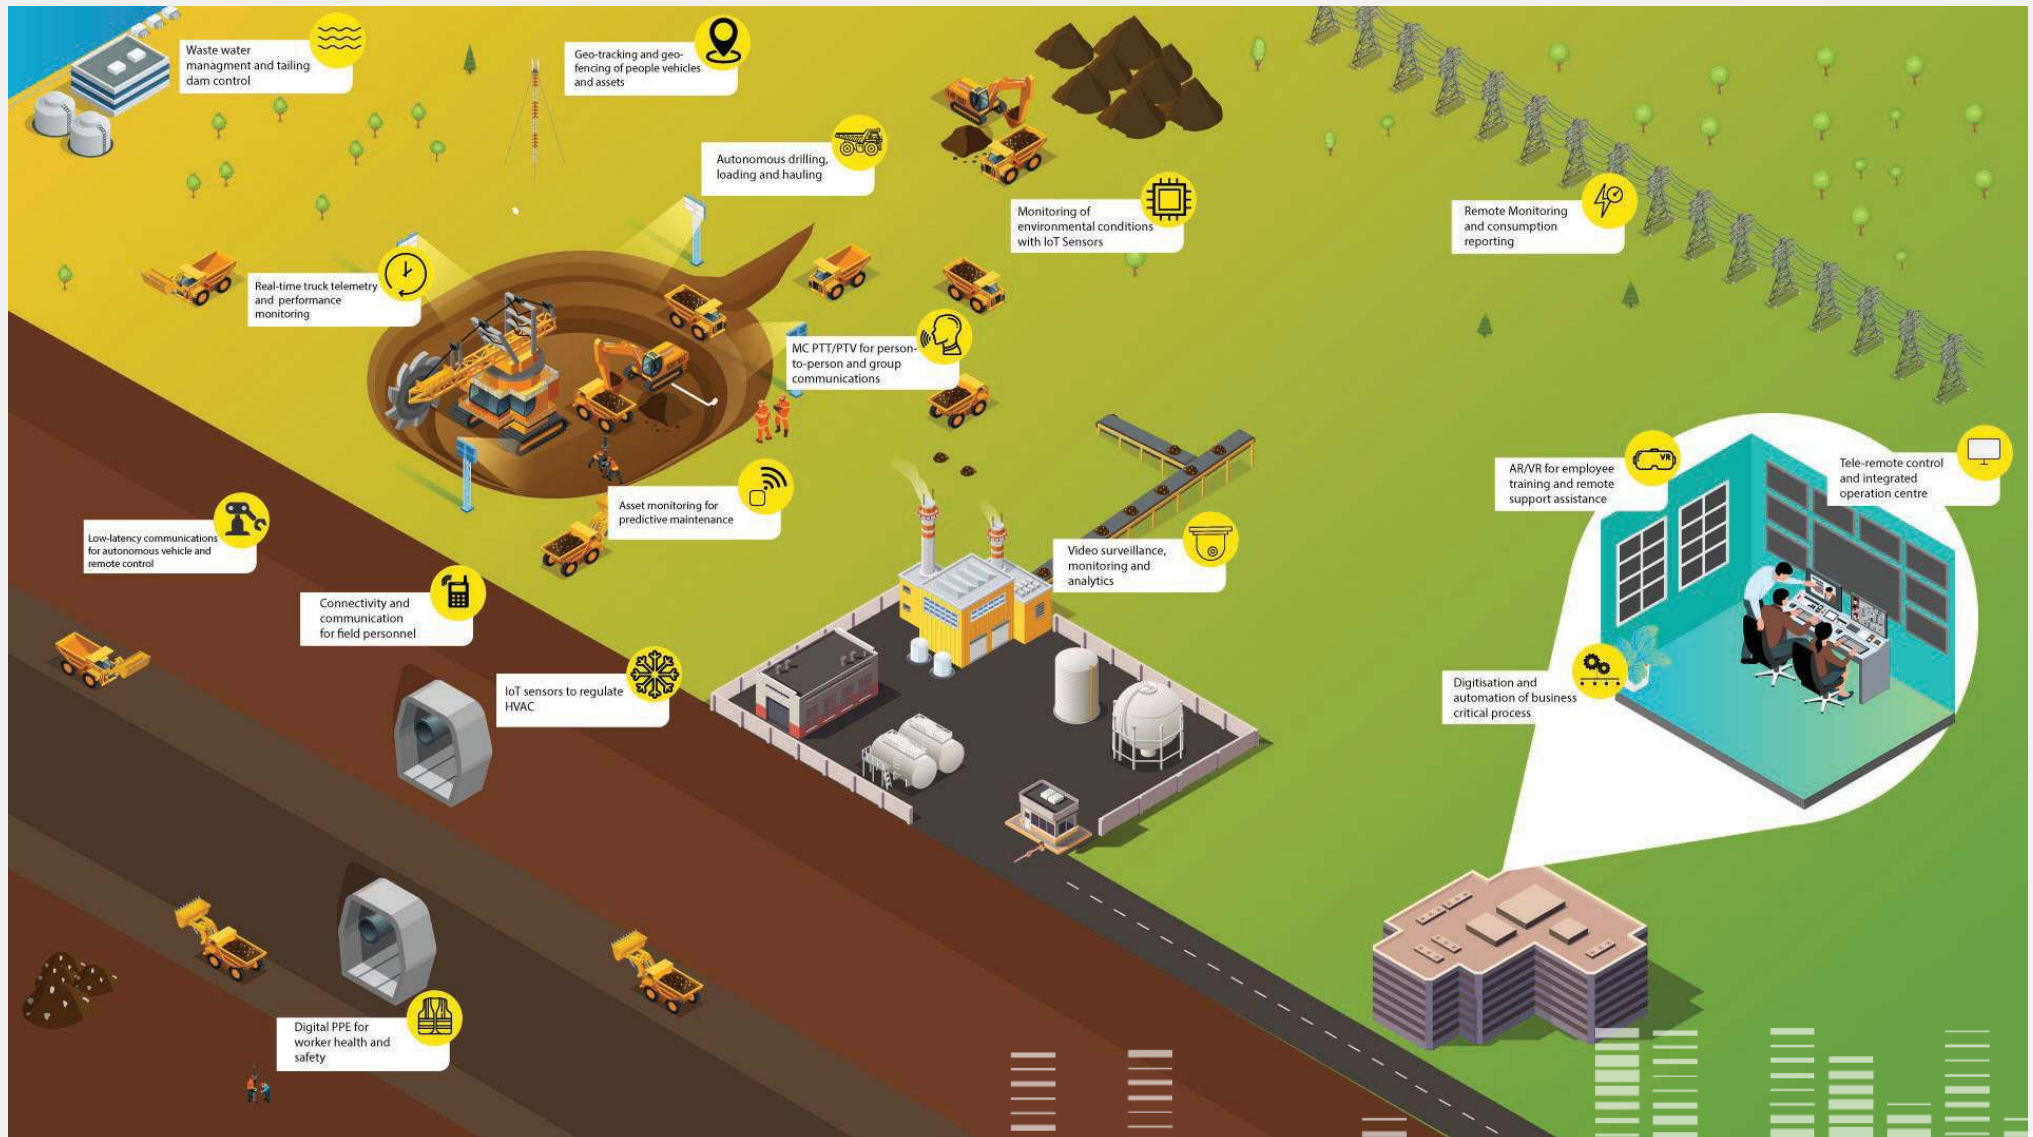 Waste water
managment and tailing
dam control
Geo-tracking and geo-
fencing of people vehicles
and assets
Autonomous drilling,
loading and hauling
Monitoring of
environmental conditions
with IoT Sensors
Remote Monitoring
and consumption
reporting
Real-time truck telemetry
and performance
monitoring
MC PTT/PTV for person-
to-person and group
communications
AR/VR for employee
training and remote
support assistance
VR
Tele-remote control
and integrated
operation centre
Asset monitoring for
predictive maintenance
Low-latency communications
for autonomous vehicle and
remote control
Video surveillance,
monitoring and
analytics
Connectivity and
communication
for field personnel
IoT sensors to regulate
HVAC
Digitisation and
automation of business
critical process
Digital PPE for
worker health and
safety